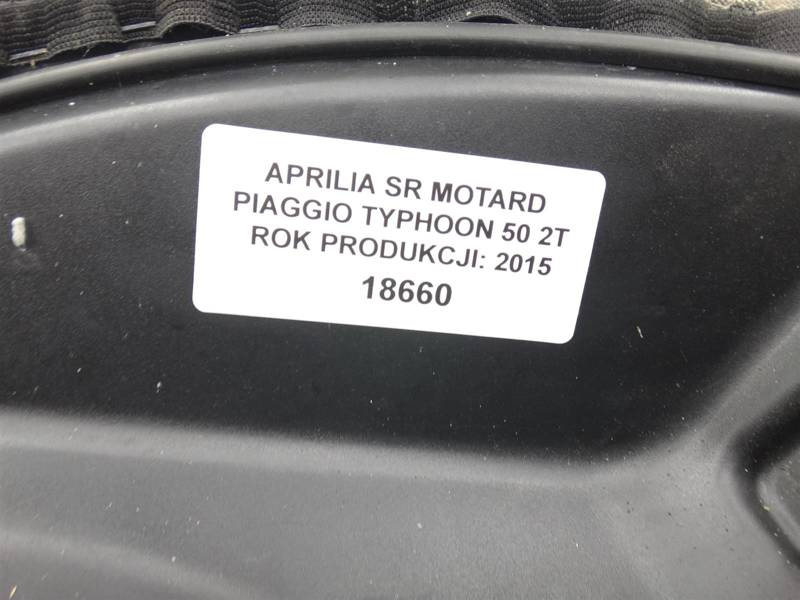 APRILIA SR MOTARD
PIAGGIO TYPHOON 50 2T
ROK PRODUKCJI: 2015
18660